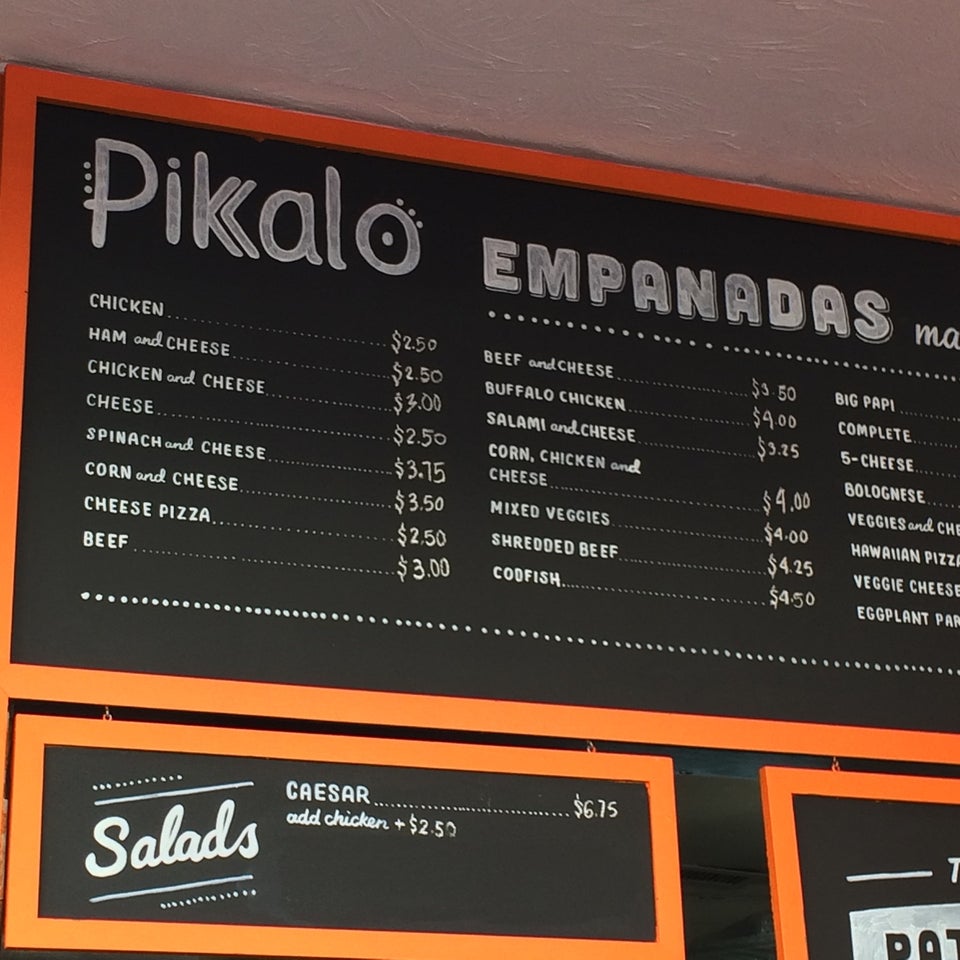 Pikalo
EMPANADAS
CHICKEN $2.50
HAM and CHEESE $2.50
CHICKEN and CHEESE $3.00
CHEESE $2.50
SPINACH and CHEESE $3.75
CORN and CHEESE $3.50
CHEESE PIZZA $2.50
BEEF $3.00
BEEF and CHEESE $3.50
BUFFALO CHICKEN $4.00
SALAMI and CHEESE $3.25
CORN, CHICKEN and
CHEESE $4.00
MIXED VEGGIES $4.00
SHREDDED BEEF $4.25
CODFISH $4.50
BIG PAPI
COMPLETE
5-CHEESE
BOLOGNESE
VEGGIES and
HAWAIIAN PIZZA
VEGGIE CHEESE
EGGPLANT
Salads
CAESAR $6.75
add chicken + $2.50